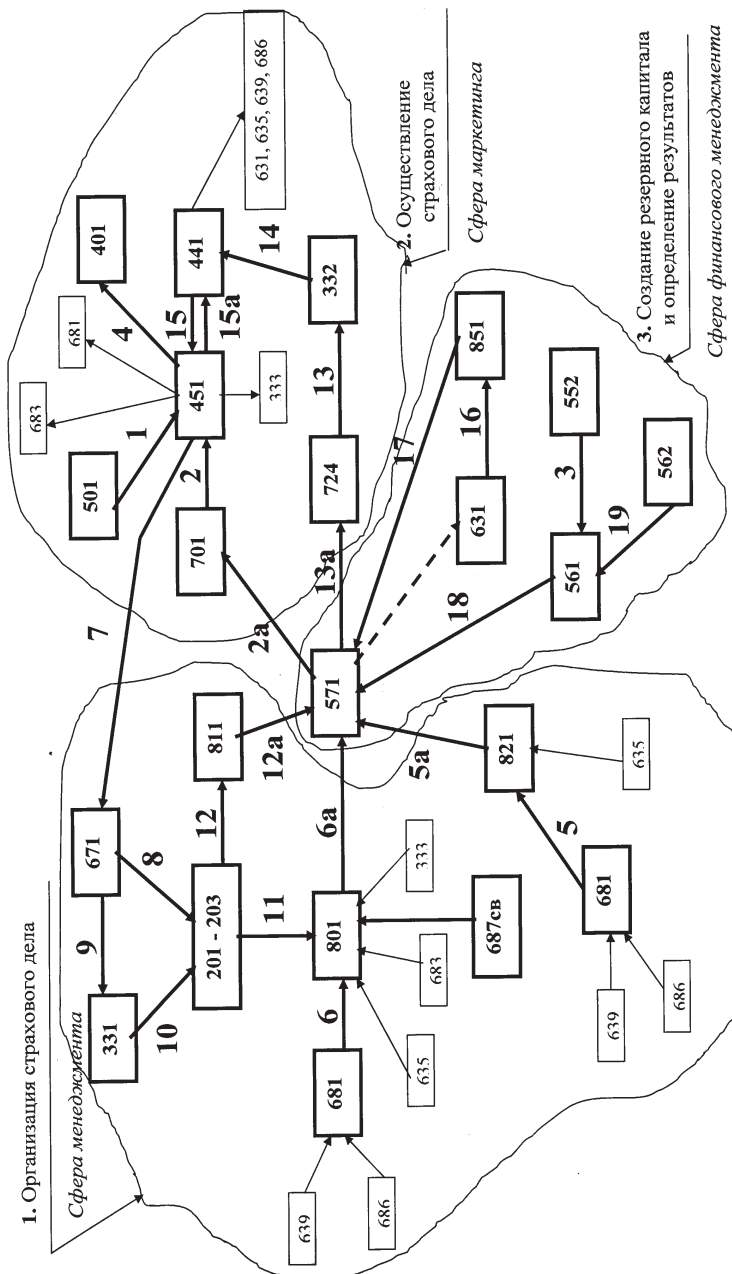 1. Организация страхового дела
Сфера менеджмента
331
9
671
7
10
8
201 - 203
12
811
12а
11
639
686
681
6
801
6а
571
635
683
333
687св
5а
821
635
5
681
639
686
683
681
501
1
4
401
2а
701
2
451
15
15а
441
631, 635, 639, 686
333
14
13а
724
13
332
2. Осуществление
страхового дела
Сфера маркетинга
17
851
16
631
18
561
3
552
19
562
3. Создание резервного капитала
и определение результатов
Сфера финансового менеджмента